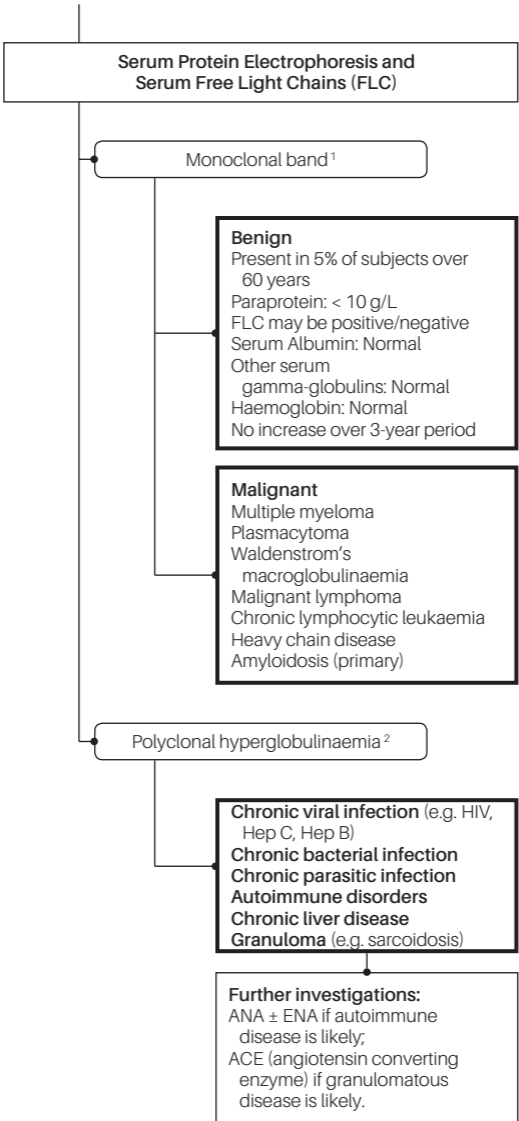 Serum Protein Electrophoresis and
Serum Free Light Chains (FLC)
Monoclonal band 1
Benign
Present in 5% of subjects over
60 years
Paraprotein: < 10 g/L
FLC may be positive/negative
Serum Albumin: Normal
Other serum
gamma-globulins: Normal
Haemoglobin: Normal
No increase over 3-year period
Malignant
Multiple myeloma
Plasmacytoma
Waldenstrom's
macroglobulinaemia
Malignant lymphoma
Chronic lymphocytic leukaemia
Heavy chain disease
Amyloidosis (primary)
Polyclonal hyperglobulinaemia 2
Chronic viral infection (e.g. HIV,
Hep C, Hep B)
Chronic bacterial infection
Chronic parasitic infection
Autoimmune disorders
Chronic liver disease
Granuloma (e.g. sarcoidosis)
Further investigations:
ANA ± ENA if autoimmune
disease is likely;
ACE (angiotensin converting
enzyme) if granulomatous
disease is likely.